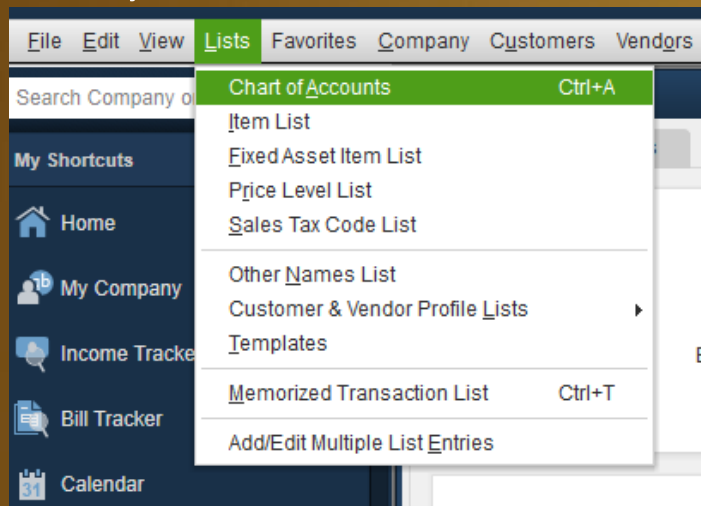 File Edit View Lists Favorites Company Customers Vendors
Search Company
Chart of Accounts Ctrl+A
Item List
Fixed Asset Item List
Price Level List
Sales Tax Code List
Other Names List
Customer & Vendor Profile Lists
Templates
Memorized Transaction List Ctrl+T
Add/Edit Multiple List Entries
My Shortcuts
Home
My Company
Income Tracke
Bill Tracker
31 Calendar